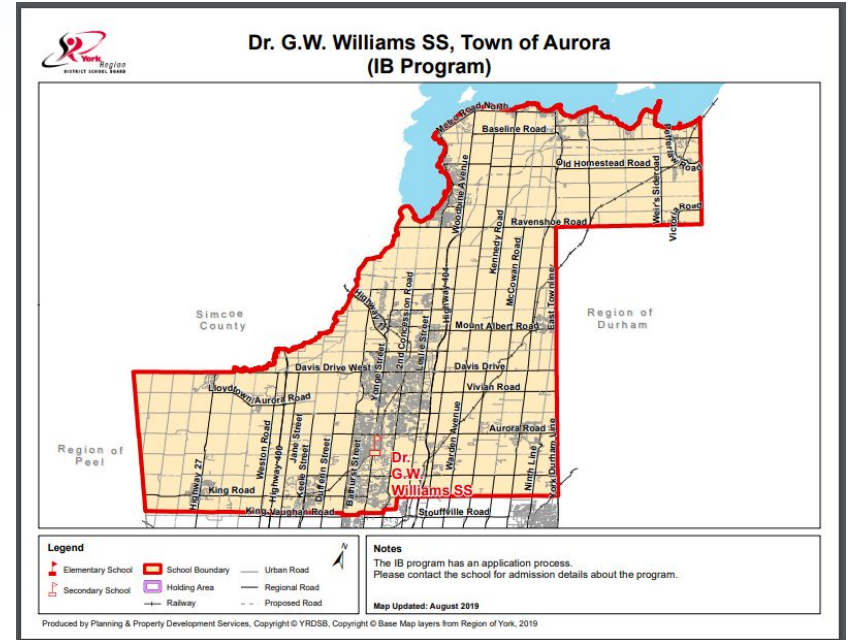 York
Region
DISTRICT SCHOOL BOARD
Dr. G.W. Williams SS, Town of Aurora
(IB Program)
Metro Road North
Baseline Road
Pefferlaw Road
Old Homestead Road
Woodbine Avenue
Weir's Sideroad
Ravenshoe Road
Victoria Road
Kennedy Road
McCowan Road
Highway 404
Highway 11
2nd Concession Road
Leslie Street
East Townline
Simcoe
County
Region of
Durham
Mount Albert Road
Yonge Street
Davis Drive West
Davis Drive
Vivian Road
Lloydtown/Aurora Road
Aurora Road
Weston Road
Jane Street
Keele Street
Dufferin Street
Bathurst Street
Warden Avenue
Ninth Line
York/Durham Line
Region of
Peel
Highway 27
Highway 400
Dr.
G.W.
Williams SS
King Road
King Vaughan Road
Stouffville Road
Legend
Elementary School
School Boundary
Urban Road
N
Secondary School
Holding Area
Regional Road
Railway
Proposed Road
Notes
The IB program has an application process.
Please contact the school for admission details about the program.
Map Updated: August 2019
Produced by Planning & Property Development Services, Copyright © YRDSB, Copyright © Base Map layers from Region of York, 2019